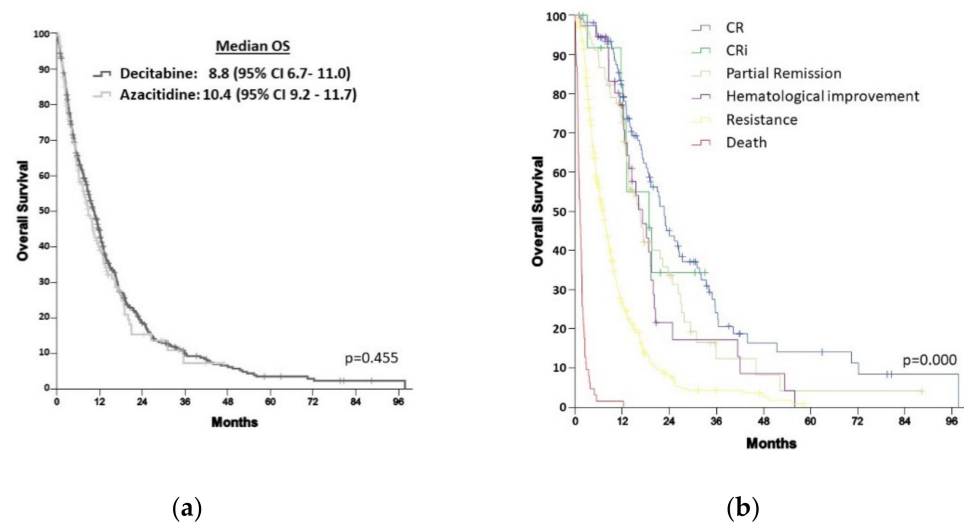 Median OS
Decitabine: 8.8 (95% CI 6.7- 11.0)
Azacitidine: 10.4 (95% CI 9.2 - 11.7)
Overall Survival
100
90
80
70
60
50
40
30
20
10
0
p=0.455
0 12 24 36 48 60 72 84 96
Months
(a)
CR
CRi
Partial Remission
Hematological improvement
Resistance
Death
Overall Survival
100
90
80
70
60
50
40
30
20
10
0
p=0.000
0 12 24 36 48 60 72 84 96
Months
(b)